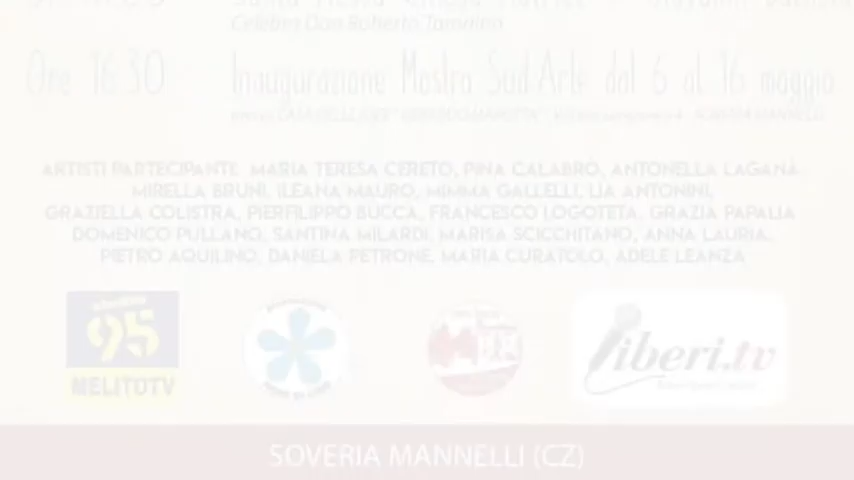 Celebra Don Roberto Tomaino
Ore 16.30
Inaugurazione Mostra Sud Arte dal 6 al 16 maggio
ARTISTI PARTECIPANTI: MARIA TERESA CERETO, PINA CALABRO, ANTONELLA LAGANÀ
MIRELLA BRUNI, ILEANA MAURO, MIMMA GALLELLI, LIA ANTONINI,
GRAZIELLA COLISTRA, PIERFILIPPO BUCCA, FRANCESCO LOGOTETA, GRAZIA PAPALIA
DOMENICO PULLANO, SANTINA MILARDI, MARISA SCICCHITANO, ANNA LAURIA,
PIETRO AQUILINO, DANIELA PETRONE, MARIA CURATOLO, ADELE LEANZA
95
MELITOTV
liberi.tv
SOVERIA MANNELLI (CZ)